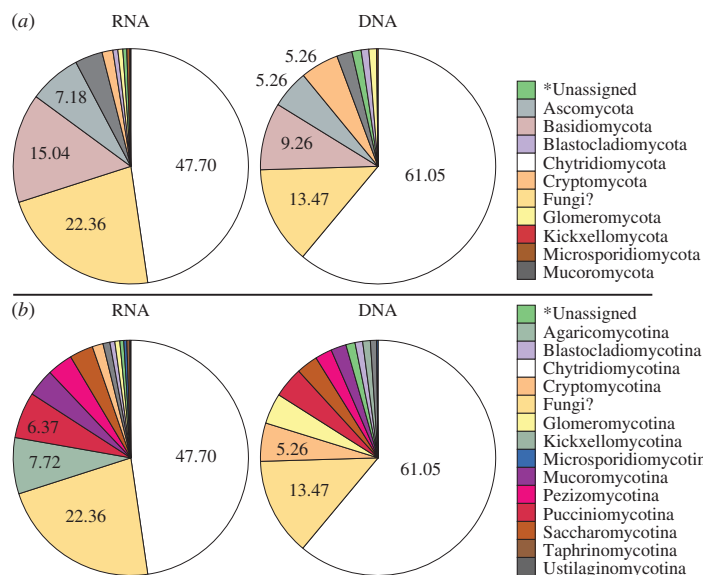 (a) RNA DNA
5.26
5.26
7.18
9.26
15.04
47.70
61.05
13.47
22.36
*Unassigned
Ascomycota
Basidiomycota
Blastocladiomycota
Chytridiomycota
Cryptomycota
Fungi?
Glomeromycota
Kickxellomycota
Microsporidiomycota
Mucoromycota
(b) RNA DNA
6.37
7.72
47.70
5.26
61.05
13.47
22.36
*Unassigned
Agaricomycotina
Blastocladiomycotina
Chytridiomycotina
Cryptomycotina
Fungi?
Glomeromycotina
Kickxellomycotina
Microsporidiomycotin
Mucoromycotina
Pezizomycotina
Pucciniomycotina
Saccharomycotina
Taphrinomycotina
Ustilaginomycotina